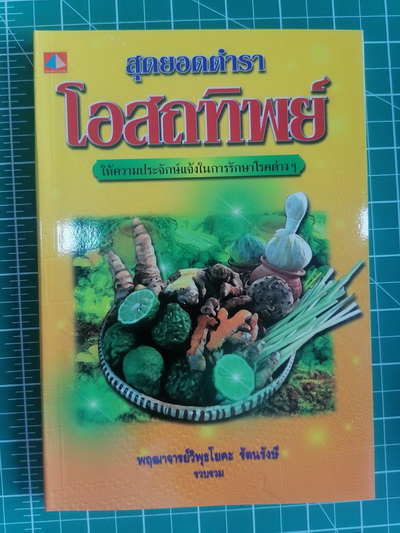 สุดยอดตำรา
โอสถทิพย์
ให้ความประจักษ์แจ้งในการรักษาโรคต่าง ๆ
พฤฒาจารย์วิพุธโยคะ รัตนรังษี
รวบรวม